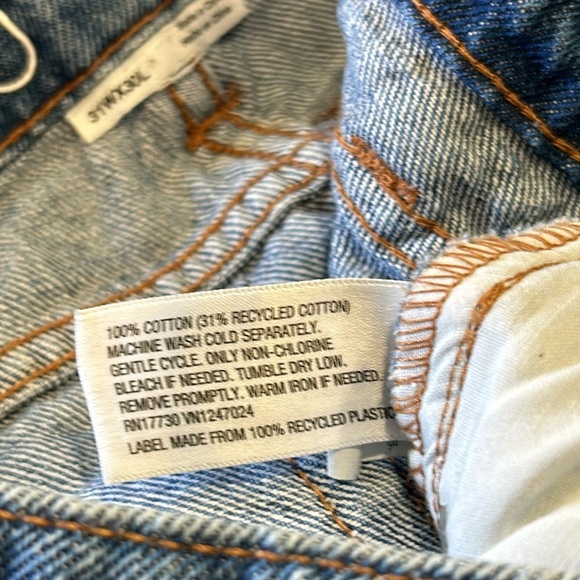 31WX30L
100% COTTON (31% RECYCLED COTTON)
MACHINE WASH COLD SEPARATELY.
GENTLE CYCLE. ONLY NON-CHLORINE
BLEACH IF NEEDED. TUMBLE DRY LOW.
REMOVE PROMPTLY. WARM IRON IF NEEDED.
RN17730 VN1247024
LABEL MADE FROM 100% RECYCLED PLASTIC